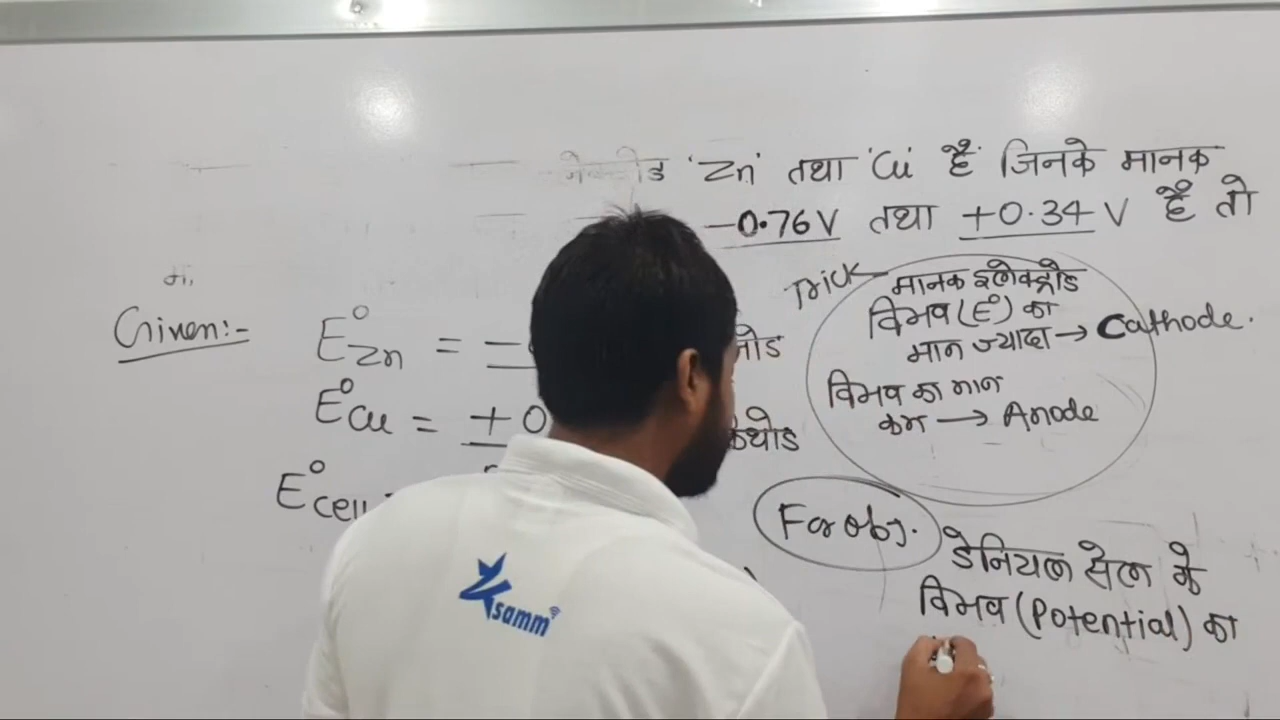 'Zn' तथा 'Cu' हैं जिनके मानक
-0.76V तथा +0.34V हैं तो
Given:-
E°Zn = -
E°Cu = +0
E°cell
Trick
मानक इलेक्ट्रोड
विभव (E°) का
मान ज्यादा → Cathode.
विभव का मान
कम → Anode
For obj.
डेनियल सेल के
विभव (Potential) का
samm